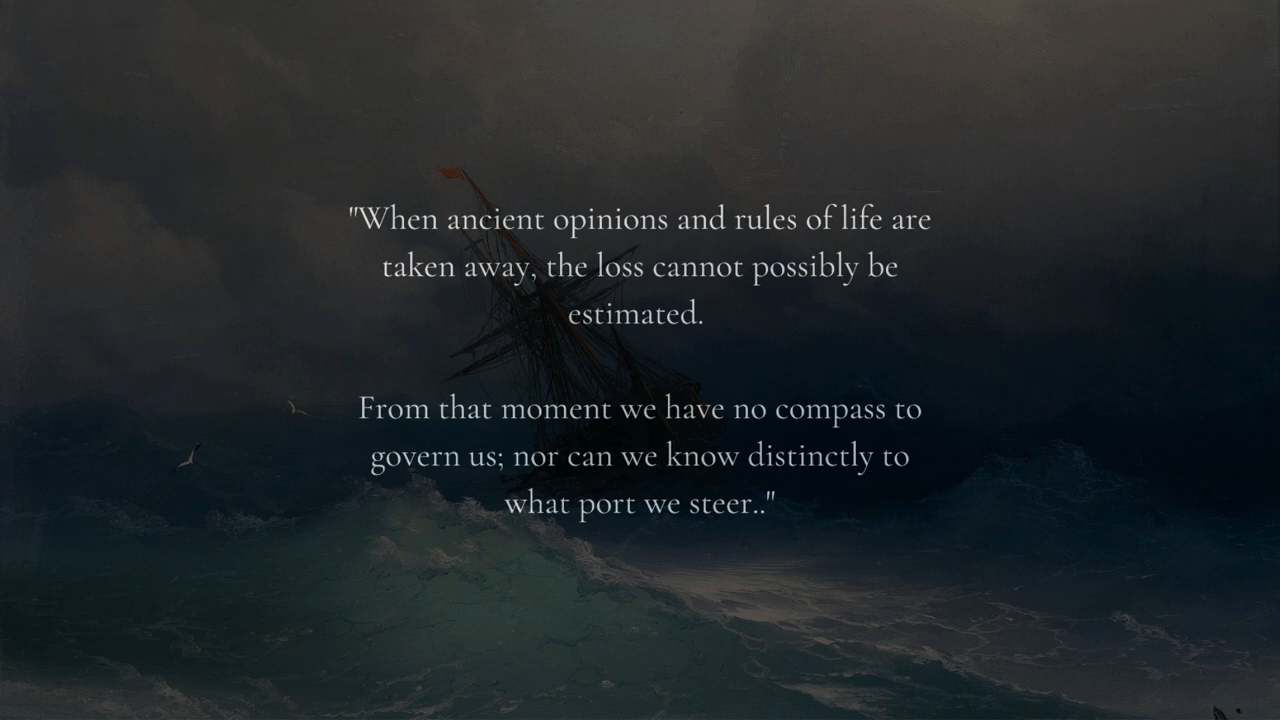 "When ancient opinions and rules of life are
taken away, the loss cannot possibly be
estimated.
From that moment we have no compass to
govern us; nor can we know distinctly to
what port we steer.."